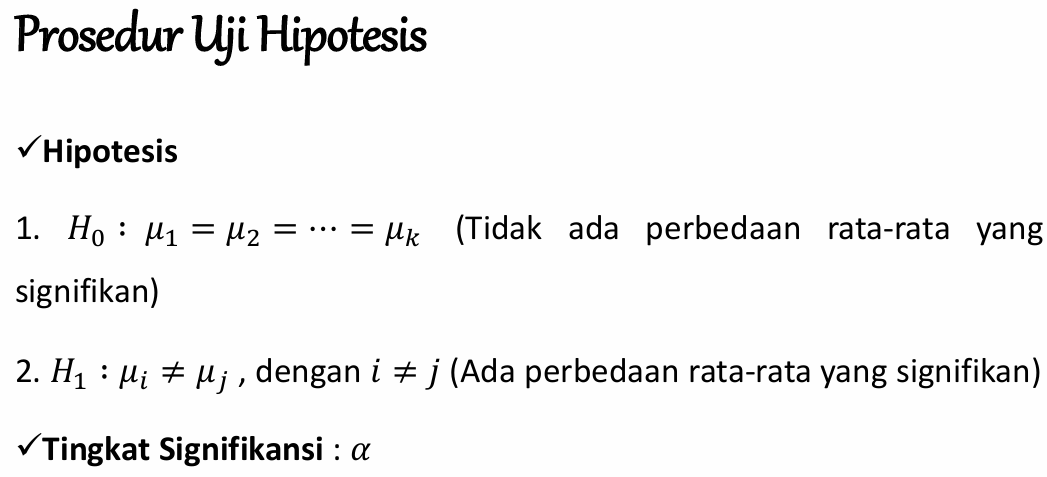 Prosedur Uji Hipotesis
✓Hipotesis
1. H₀ : μ₁ = μ₂ = ⋯ = μₖ (Tidak ada perbedaan rata-rata yang
signifikan)
2. H₁ : μᵢ ≠ μⱼ , dengan i ≠ j (Ada perbedaan rata-rata yang signifikan)
✓Tingkat Signifikansi : α